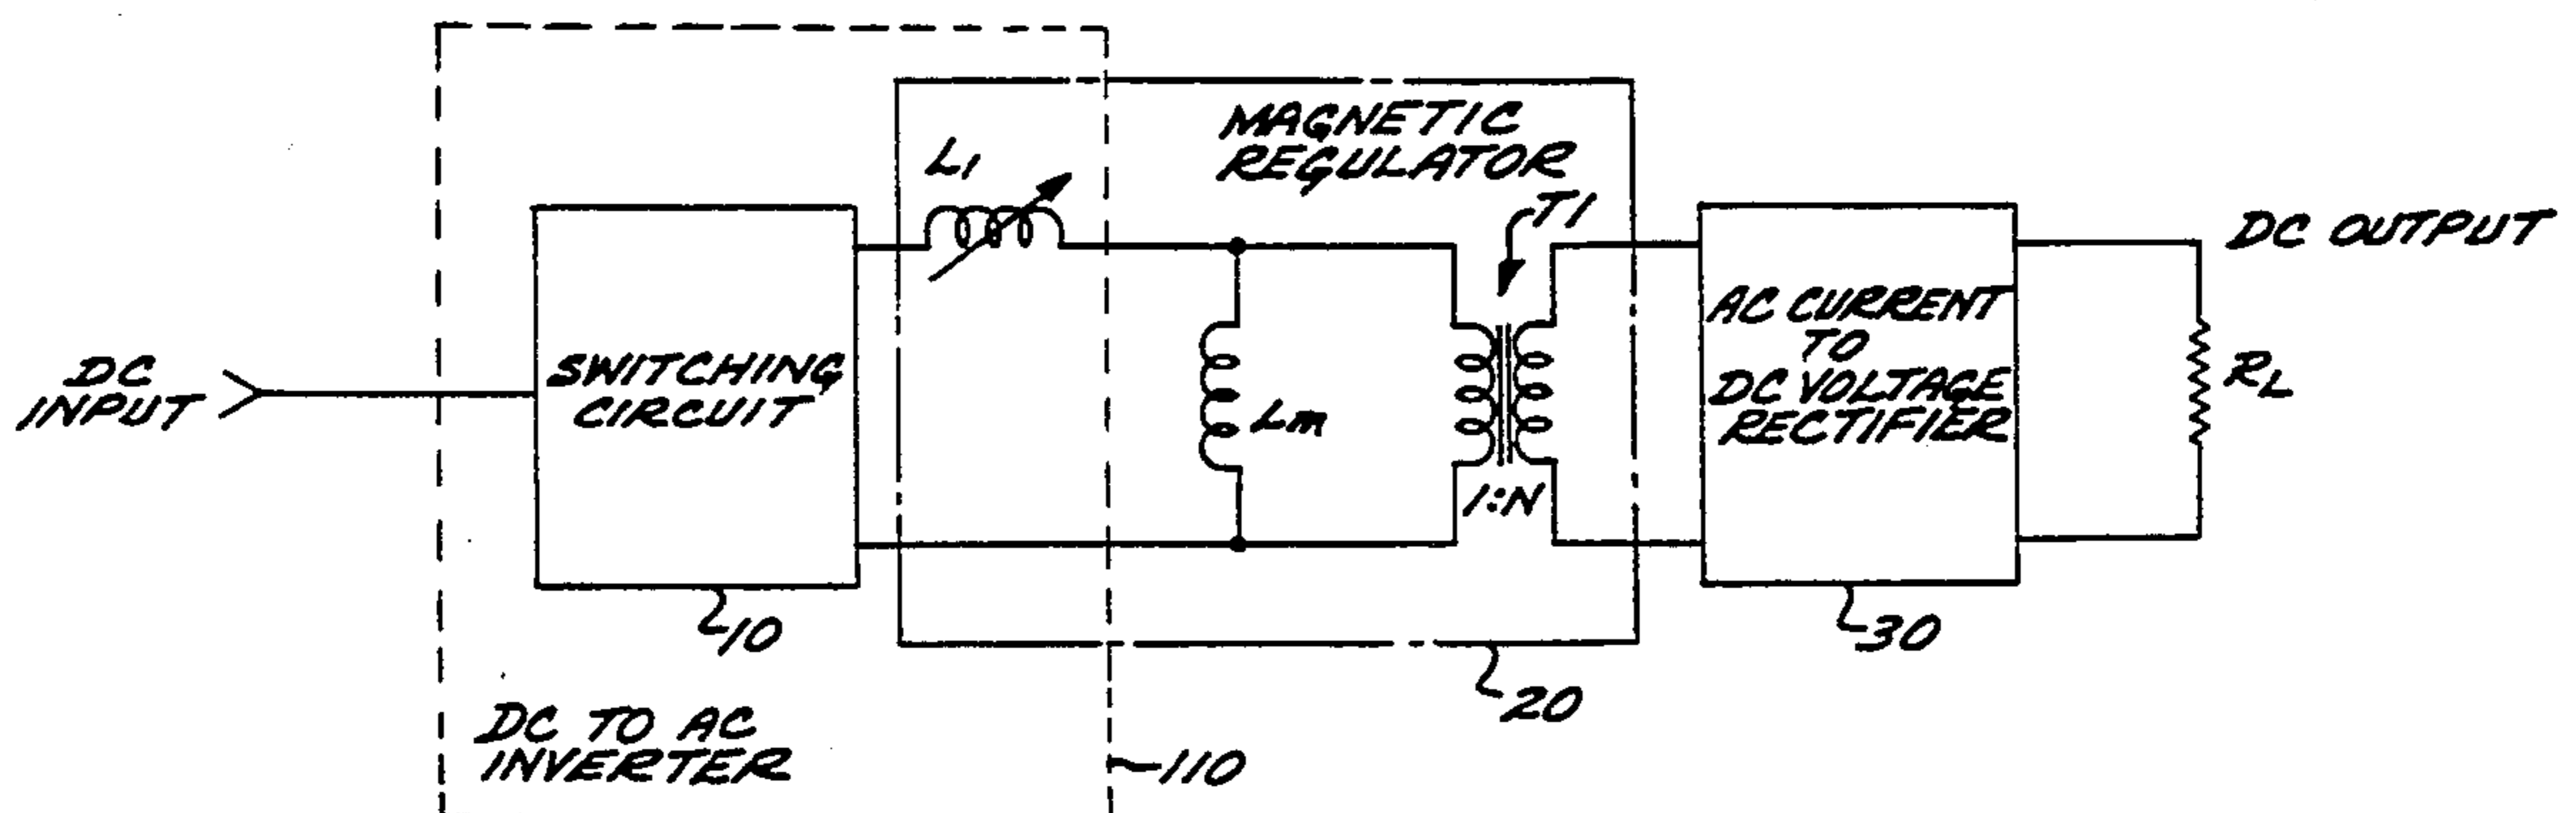 MAGNETIC
REGULATOR
L1
T1
DC OUTPUT
DC
INPUT
SWITCHING
CIRCUIT
Lm
1:N
AC CURRENT
TO
DC VOLTAGE
RECTIFIER
RL
10
20
30
DC TO AC
INVERTER
110